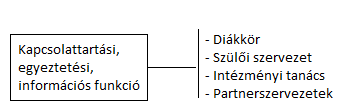 Kapcsolattartási,
egyeztetési,
információs funkció
- Diákkör
- Szülői szervezet
- Intézményi tanács
- Partnerszervezetek